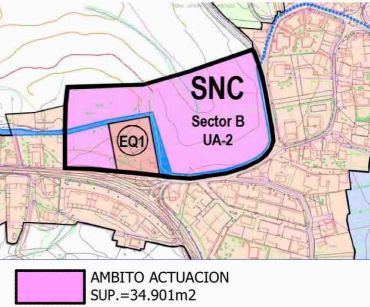 SNC
Sector B
UA-2
EQ1
AMBITO ACTUACION
SUP.=34.901m2